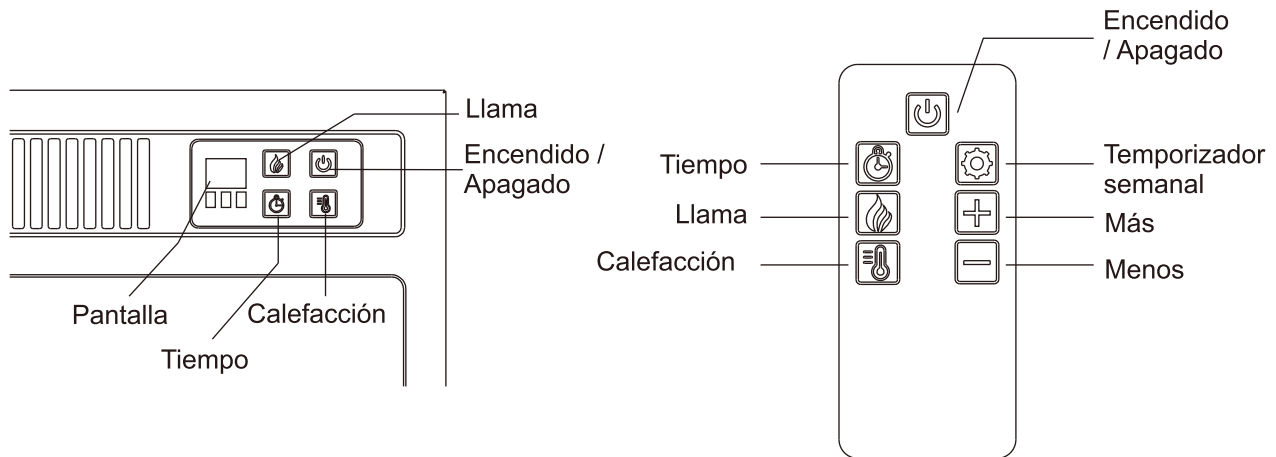 Llama
Encendido /
Apagado
Pantalla
Calefacción
Tiempo
Encendido
/ Apagado
Tiempo
Llama
Calefacción
Temporizador
semanal
Más
Menos